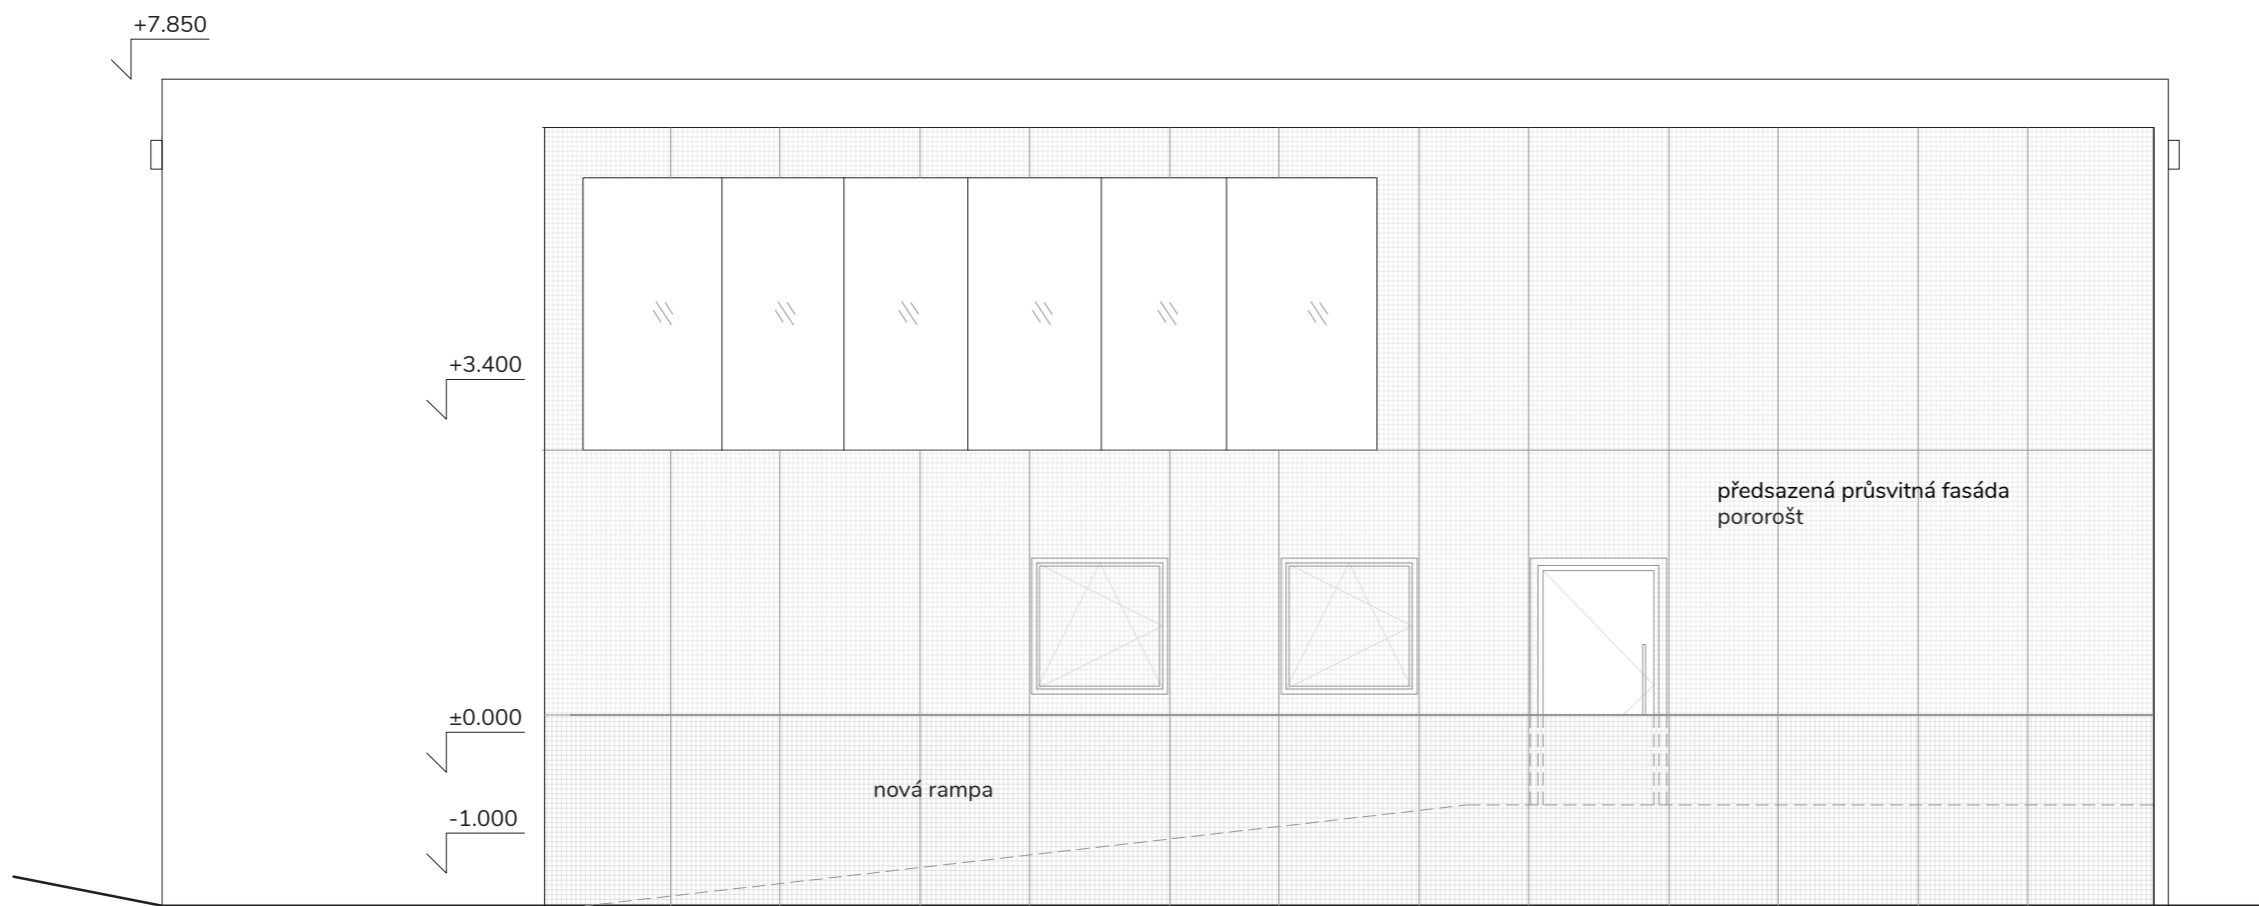 +7.850
+3.400
předsazená průsvitná fasáda
pororošt
±0.000
nová rampa
-1.000